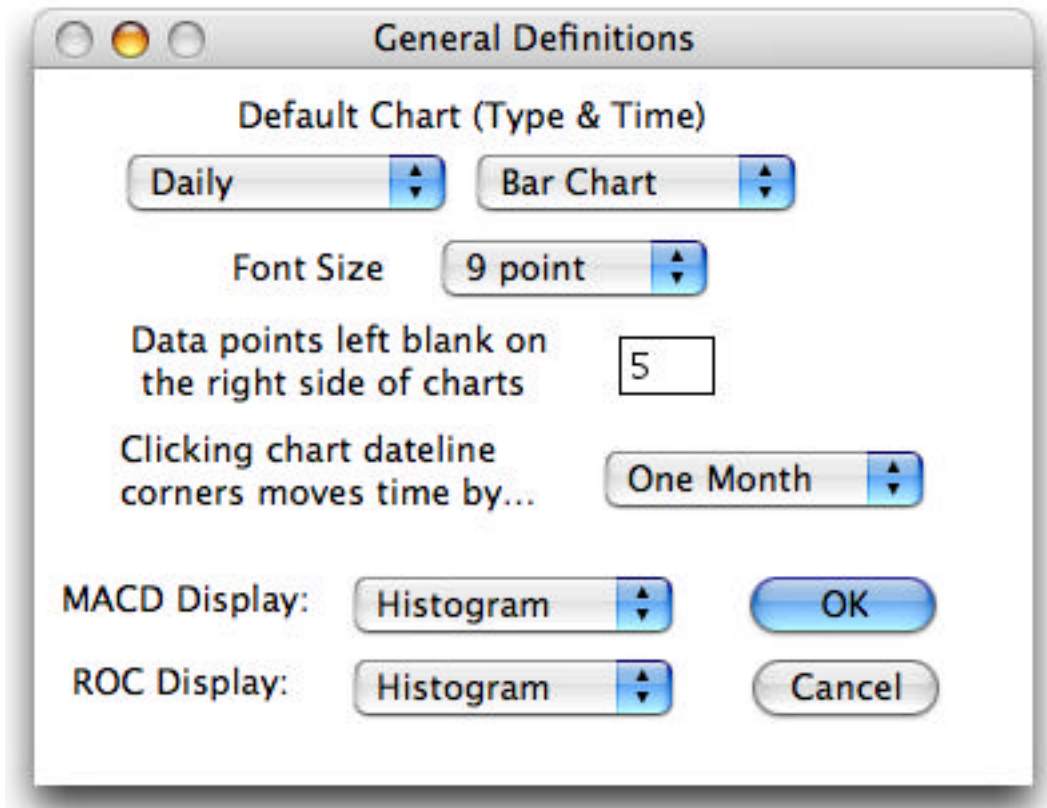 General Definitions
Default Chart (Type & Time)
Daily
Bar Chart
Font Size
9 point
Data points left blank on
the right side of charts
5
Clicking chart dateline
corners moves time by...
One Month
MACD Display:
Histogram
OK
ROC Display:
Histogram
Cancel